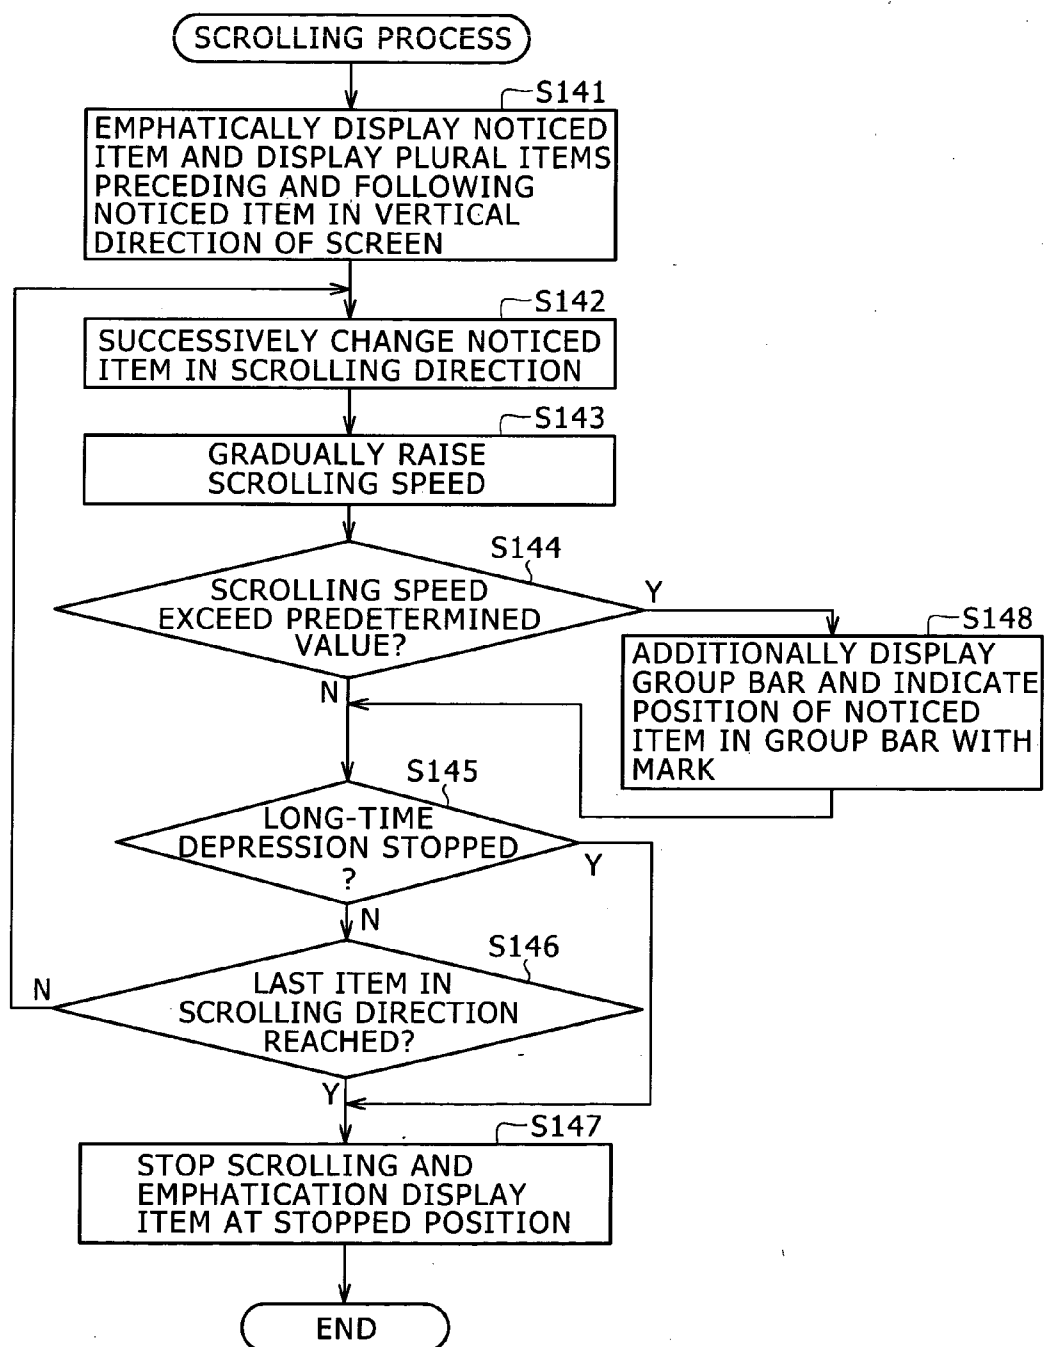 SCROLLING PROCESS
S141
EMPHATICALLY DISPLAY NOTICED
ITEM AND DISPLAY PLURAL ITEMS
PRECEDING AND FOLLOWING
NOTICED ITEM IN VERTICAL
DIRECTION OF SCREEN
S142
SUCCESSIVELY CHANGE NOTICED
ITEM IN SCROLLING DIRECTION
S143
GRADUALLY RAISE
SCROLLING SPEED
S144
SCROLLING SPEED
EXCEED PREDETERMINED
VALUE?
Y
N
S148
ADDITIONALLY DISPLAY
GROUP BAR AND INDICATE
POSITION OF NOTICED
ITEM IN GROUP BAR WITH
MARK
S145
LONG-TIME
DEPRESSION STOPPED
?
Y
N
S146
LAST ITEM IN
SCROLLING DIRECTION
REACHED?
N
Y
S147
STOP SCROLLING AND
EMPHATICATION DISPLAY
ITEM AT STOPPED POSITION
END